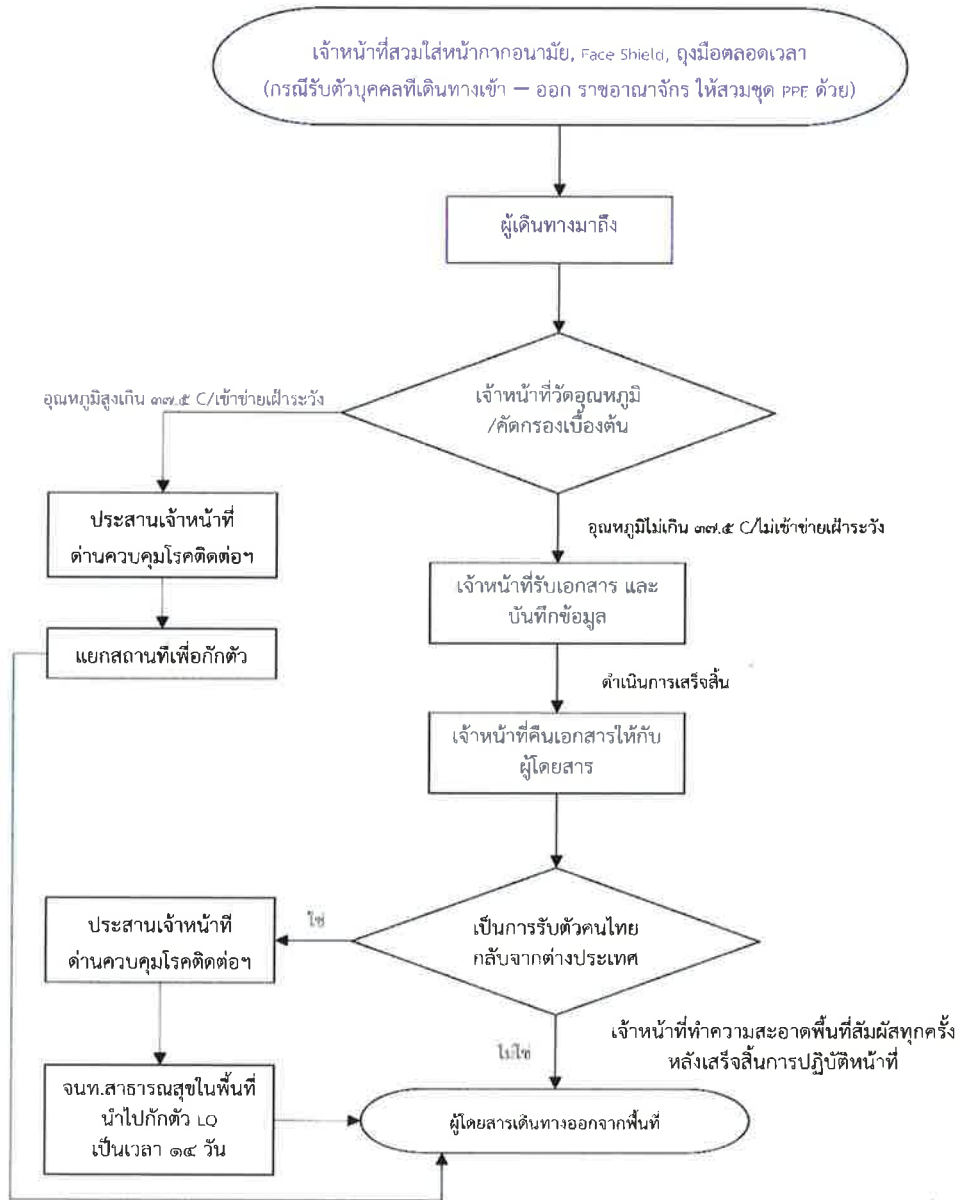 เจ้าหน้าที่สวมใส่หน้ากากอนามัย, Face Shield, ถุงมือตลอดเวลา
(กรณีรับตัวบุคคลที่เดินทางเข้า – ออก ราชอาณาจักร ให้สวมชุด PPE ด้วย)
ผู้เดินทางมาถึง
เจ้าหน้าที่วัดอุณหภูมิ
/คัดกรองเบื้องต้น
อุณหภูมิสูงเกิน ๓๗.๕ C/เข้าข่ายเฝ้าระวัง
ประสานเจ้าหน้าที่
ด่านควบคุมโรคติดต่อฯ
แยกสถานที่เพื่อกักตัว
อุณหภูมิไม่เกิน ๓๗.๕ C/ไม่เข้าข่ายเฝ้าระวัง
เจ้าหน้าที่รับเอกสาร และ
บันทึกข้อมูล
ดำเนินการเสร็จสิ้น
เจ้าหน้าที่คืนเอกสารให้กับ
ผู้โดยสาร
เป็นการรับตัวคนไทย
กลับจากต่างประเทศ
ใช่
ประสานเจ้าหน้าที่
ด่านควบคุมโรคติดต่อฯ
จนท.สาธารณสุขในพื้นที่
นำไปกักตัว LQ
เป็นเวลา ๑๔ วัน
ไม่ใช่
เจ้าหน้าที่ทำความสะอาดพื้นที่สัมผัสทุกครั้ง
หลังเสร็จสิ้นการปฏิบัติหน้าที่
ผู้โดยสารเดินทางออกจากพื้นที่